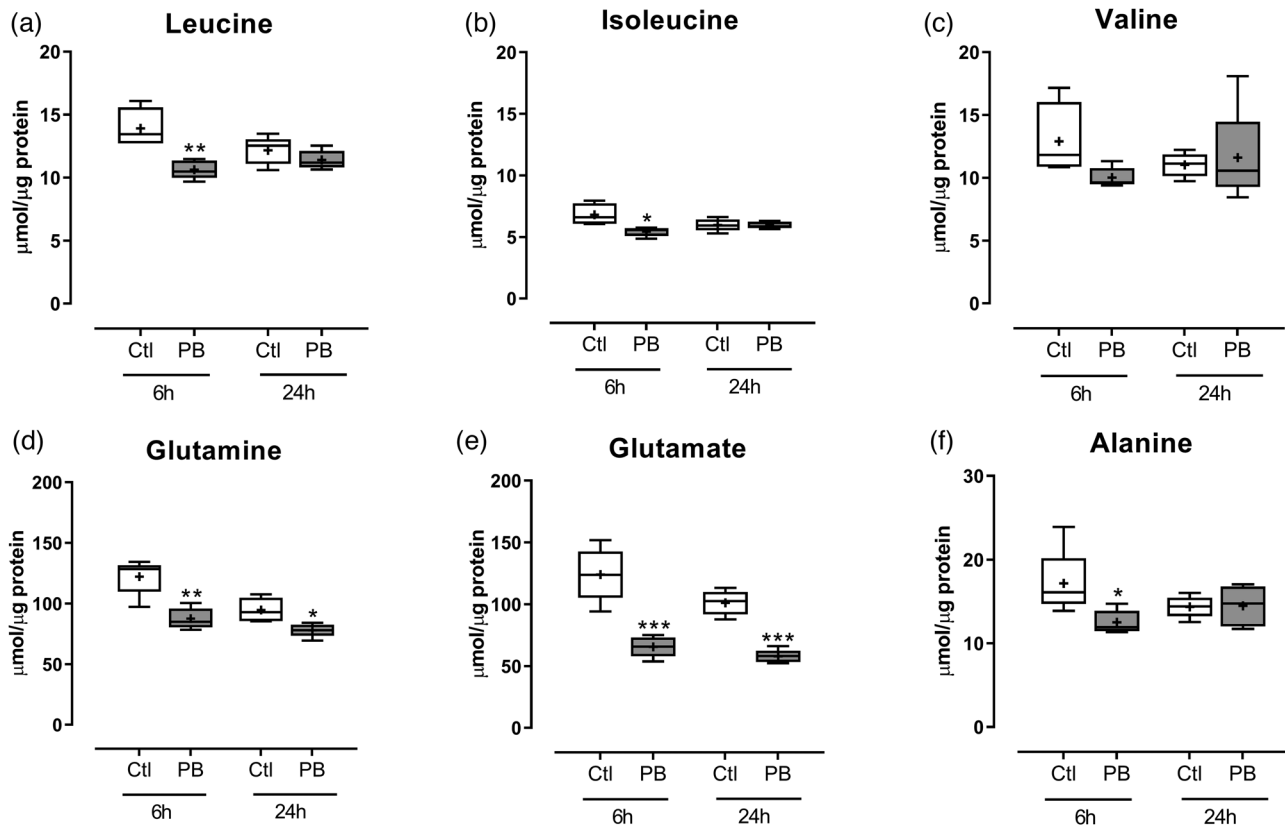 (a) Leucine
20
15
10
5
0
μmol/μg protein
**
Ctl PB Ctl PB
6h 24h
(b) Isoleucine
20
15
10
5
0
μmol/μg protein
*
Ctl PB Ctl PB
6h 24h
(c) Valine
20
15
10
5
0
μmol/μg protein
Ctl PB Ctl PB
6h 24h
(d) Glutamine
200
150
100
50
0
μmol/μg protein
**
*
Ctl PB Ctl PB
6h 24h
(e) Glutamate
200
150
100
50
0
μmol/μg protein
***
***
Ctl PB Ctl PB
6h 24h
(f) Alanine
30
20
10
0
μmol/μg protein
*
Ctl PB Ctl PB
6h 24h